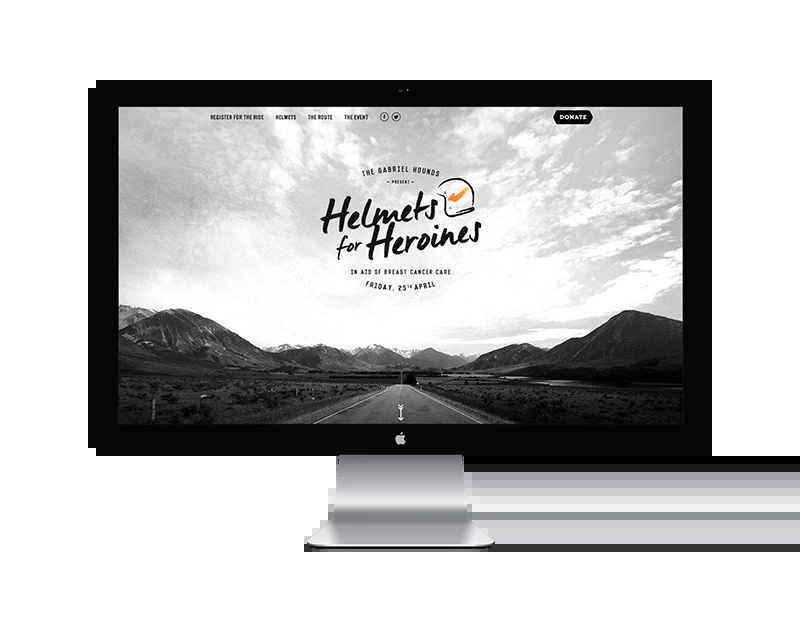 REGISTER FOR THE RIDE HELMETS THE ROUTE THE EVENT f DONATE
THE GABRIEL HOUNDS
– PRESENT –
Helmets
for Heroines
IN AID OF BREAST CANCER CARE
FRIDAY, 25TH APRIL